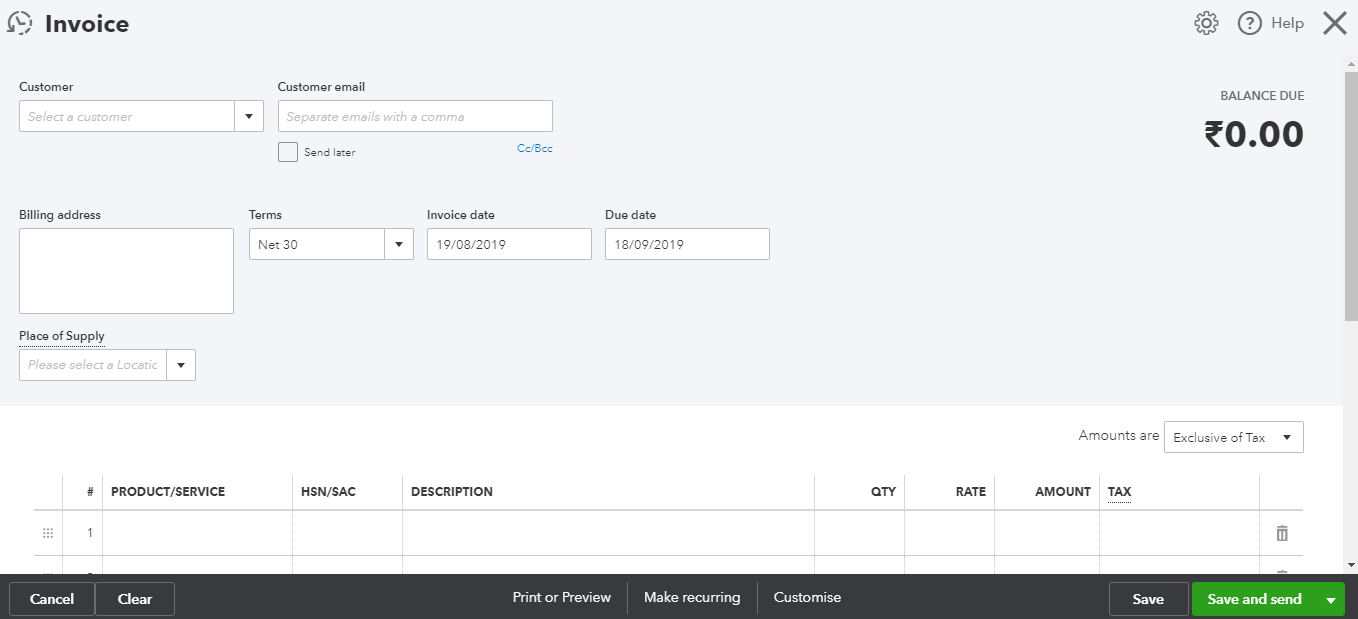 Invoice
Help
Customer
Customer email
BALANCE DUE
Select a customer
Separate emails with a comma
₹0.00
Send later
Cc/Bcc
Billing address
Terms
Invoice date
Due date
Net 30
19/08/2019
18/09/2019
Place of Supply
Please select a Locatic
Amounts are
Exclusive of Tax
# PRODUCT/SERVICE HSN/SAC DESCRIPTION QTY RATE AMOUNT TAX
1
Cancel
Clear
Print or Preview
Make recurring
Customise
Save
Save and send